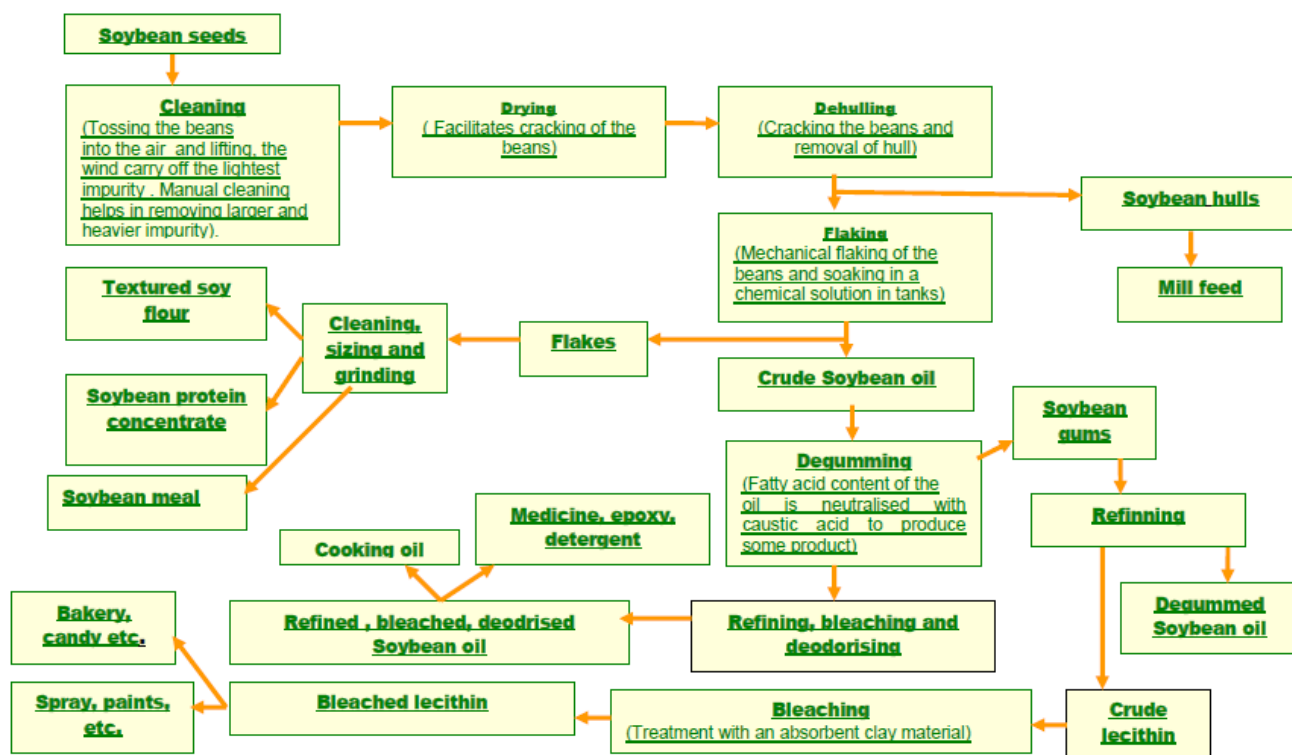 Soybean seeds
Cleaning
(Tossing the beans
into the air and lifting, the
wind carry off the lightest
impurity . Manual cleaning
helps in removing larger and
heavier impurity).
Drying
( Facilitates cracking of the
beans)
Dehulling
(Cracking the beans and
removal of hull)
Soybean hulls
Mill feed
Flaking
(Mechanical flaking of the
beans and soaking in a
chemical solution in tanks)
Textured soy
flour
Cleaning,
sizing and
grinding
Flakes
Crude Soybean oil
Soybean protein
concentrate
Soybean meal
Soybean
gums
Degumming
(Fatty acid content of the
oil is neutralised with
caustic acid to produce
some product)
Refinning
Medicine, epoxy,
detergent
Cooking oil
Degummed
Soybean oil
Refining, bleaching and
deodorising
Refined , bleached, deodrised
Soybean oil
Bakery,
candy etc.
Spray, paints,
etc.
Bleached lecithin
Bleaching
(Treatment with an absorbent clay material)
Crude
lecithin